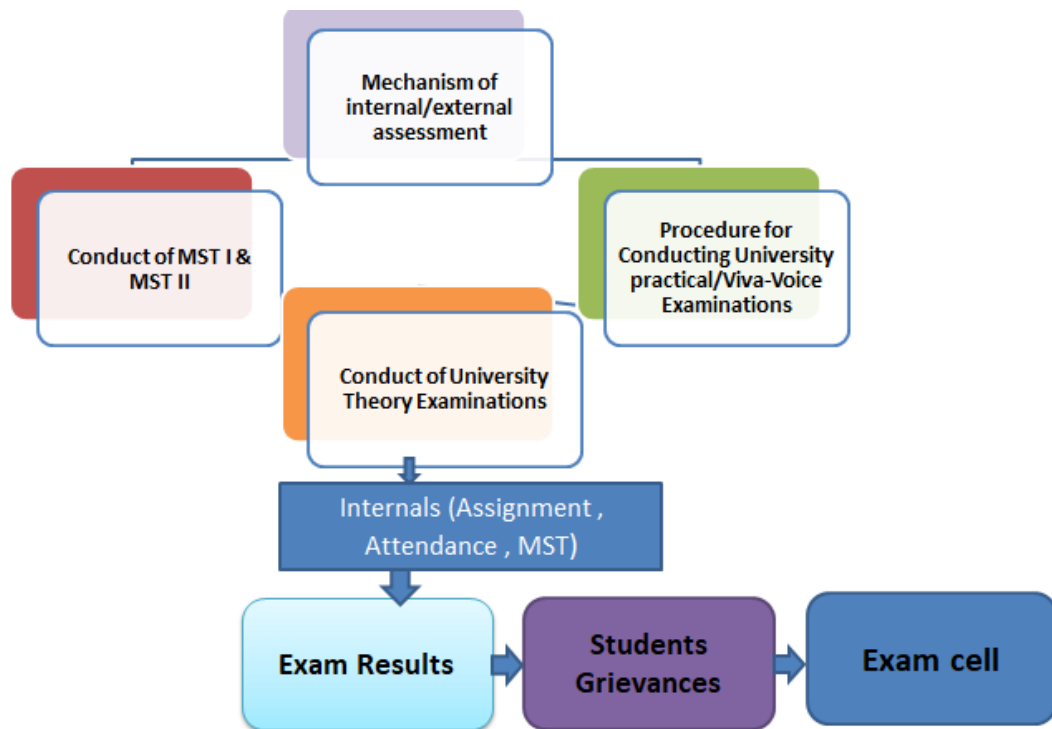 Mechanism of
internal/external
assessment
Conduct of MST I &
MST II
Procedure for
Conducting University
practical/Viva-Voice
Examinations
Conduct of University
Theory Examinations
Internals (Assignment ,
Attendance , MST)
Exam Results
Students
Grievances
Exam cell